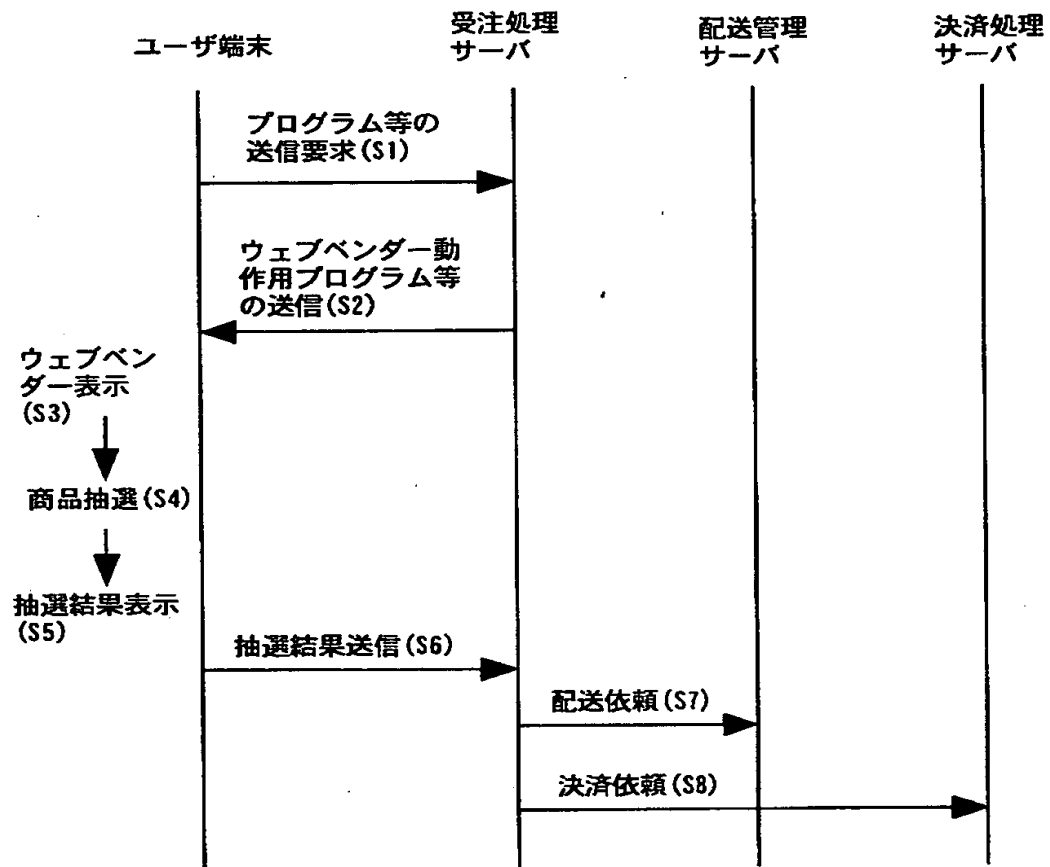 ユーザ端末
受注処理
サーバ
配送管理
サーバ
決済処理
サーバ
プログラム等の
送信要求(S1)
ウェブベンダー動
作用プログラム等
の送信(S2)
ウェブベン
ダー表示
(S3)
商品抽選(S4)
抽選結果表示
(S5)
抽選結果送信(S6)
配送依頼(S7)
決済依頼(S8)